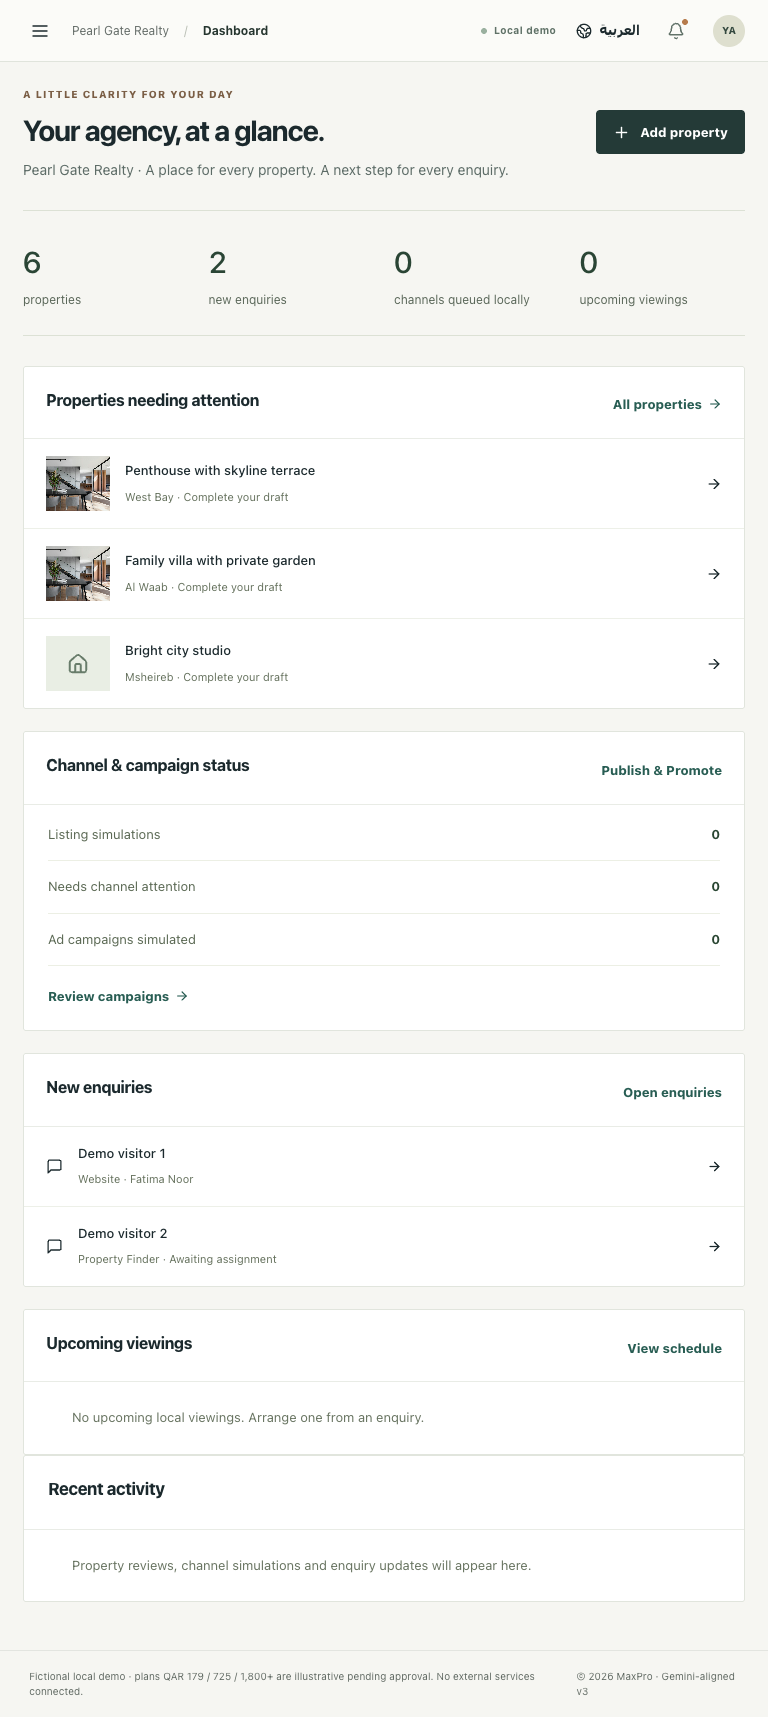 Pearl Gate Realty / Dashboard
Local demo
العربية
YA
A LITTLE CLARITY FOR YOUR DAY
Your agency, at a glance.
Add property
Pearl Gate Realty · A place for every property. A next step for every enquiry.
6
properties
2
new enquiries
0
channels queued locally
0
upcoming viewings
Properties needing attention
All properties →
Penthouse with skyline terrace
West Bay · Complete your draft
Family villa with private garden
Al Waab · Complete your draft
Bright city studio
Msheireb · Complete your draft
Channel & campaign status
Publish & Promote
Listing simulations 0
Needs channel attention 0
Ad campaigns simulated 0
Review campaigns →
New enquiries
Open enquiries
Demo visitor 1
Website · Fatima Noor
Demo visitor 2
Property Finder · Awaiting assignment
Upcoming viewings
View schedule
No upcoming local viewings. Arrange one from an enquiry.
Recent activity
Property reviews, channel simulations and enquiry updates will appear here.
Fictional local demo · plans QAR 179 / 725 / 1,800+ are illustrative pending approval. No external services
connected.
© 2026 MaxPro · Gemini-aligned
v3